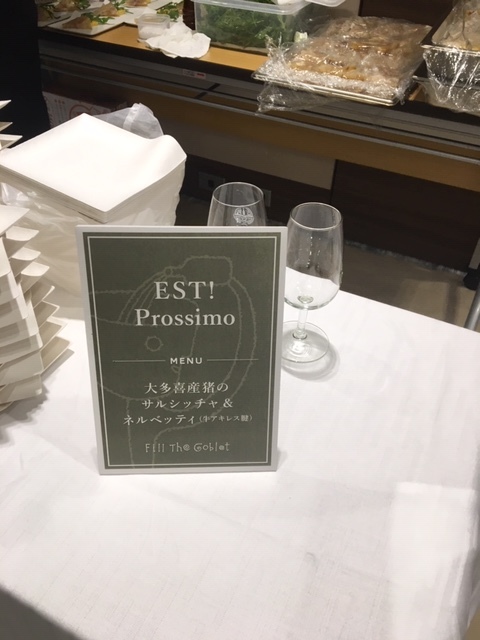 EST!
Prossimo
MENU
大多喜産猪の
サルシッチャ&
ネルベッティ(牛アキレス腱)
Fill The Goblet